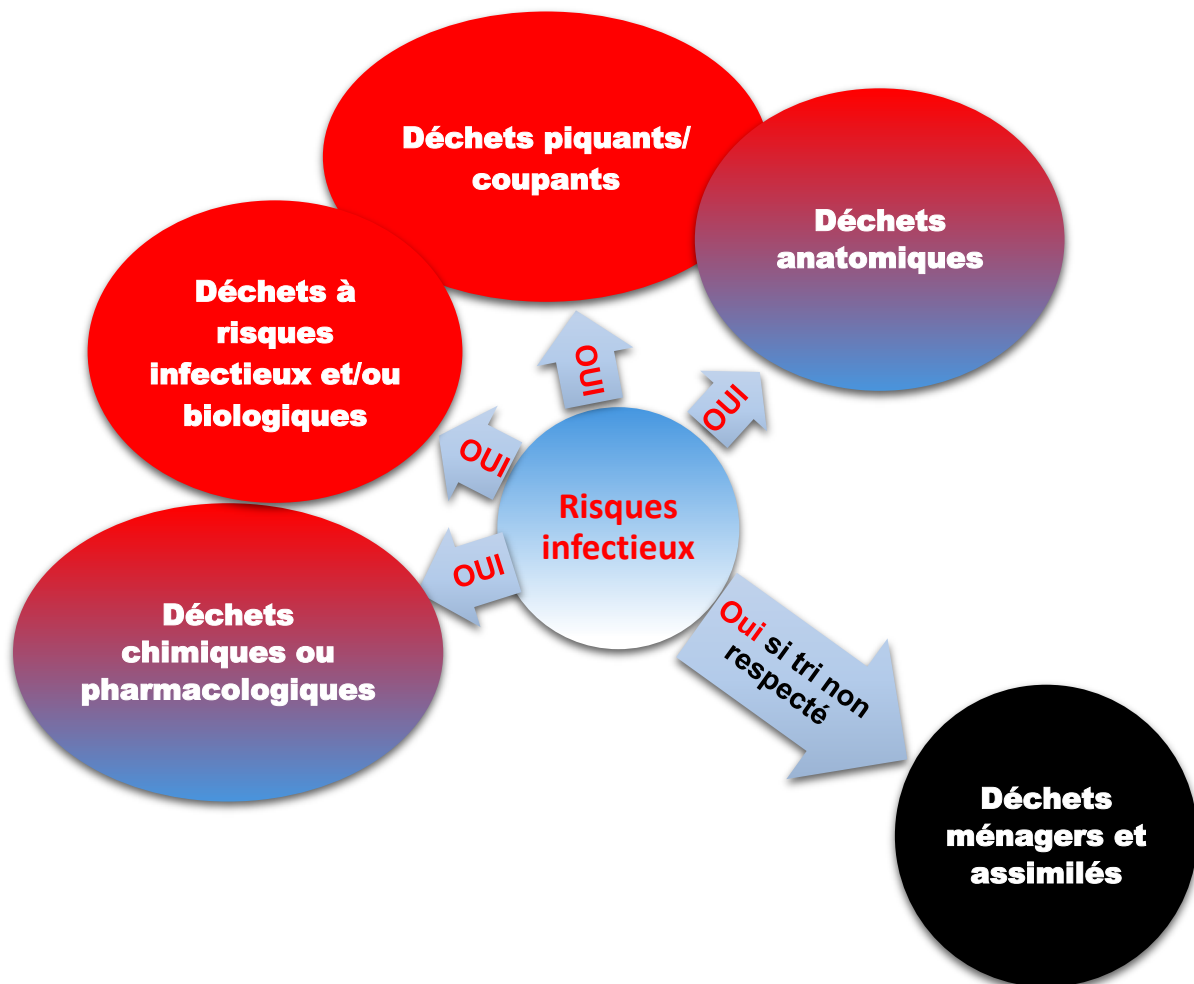 Déchets piquants/
coupants
Déchets
anatomiques
Déchets à
risques
infectieux et/ou
biologiques
OUI
OUI
OUI
OUI
Risques
infectieux
Déchets
chimiques ou
pharmacologiques
Oui si tri non
respecté
Déchets
ménagers et
assimilés